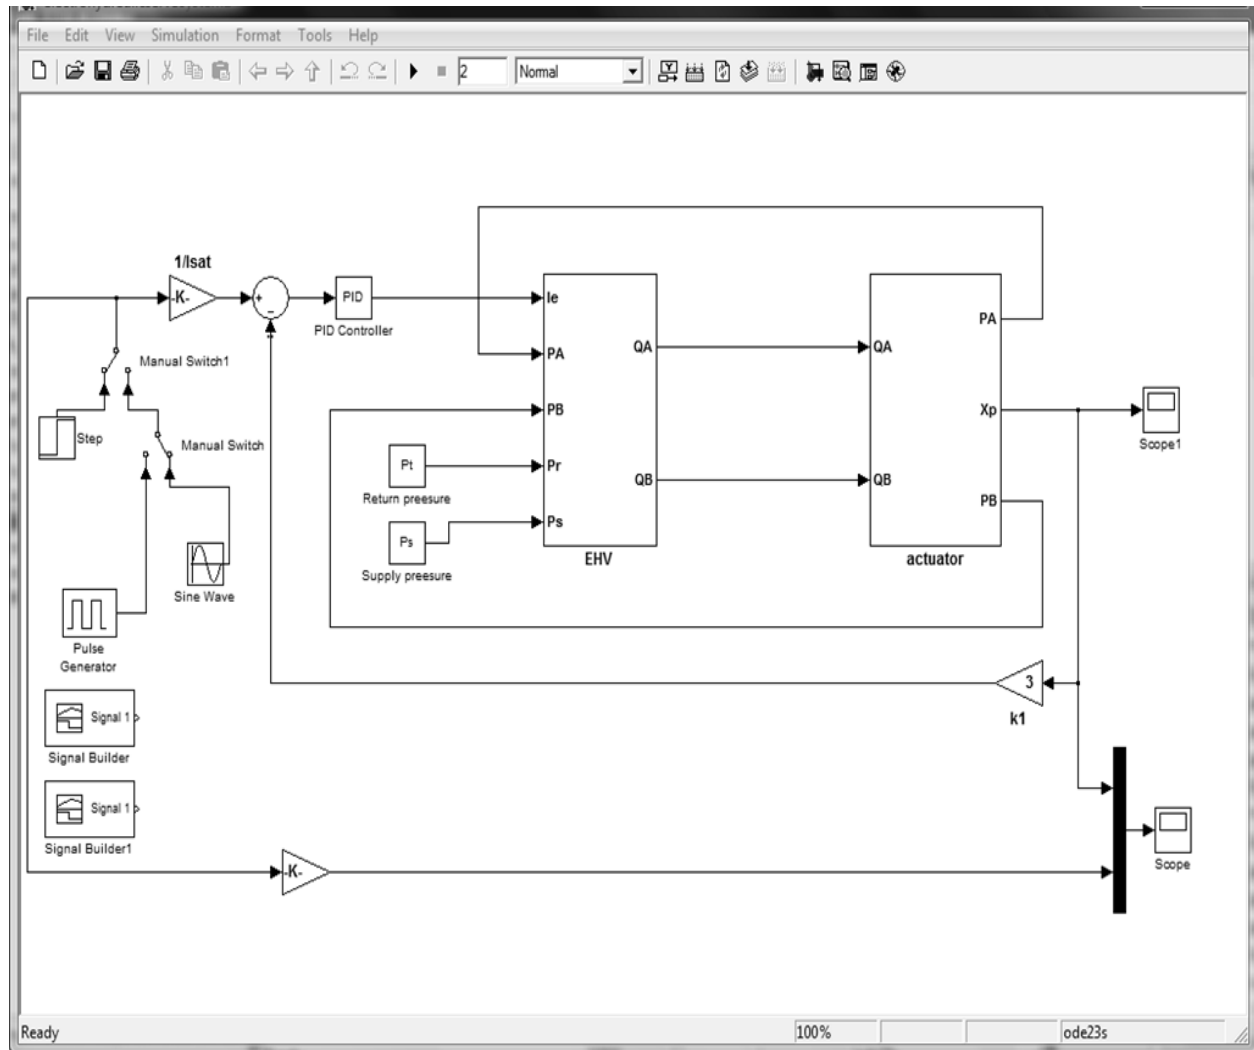 File Edit View Simulation Format Tools Help
2 Normal
1/Isat
-K-
PID
PID Controller
Manual Switch1
Step
Manual Switch
Sine Wave
Pulse
Generator
Signal 1
Signal Builder
Signal 1
Signal Builder1
Pt
Return preesure
Ps
Supply preesure
Ie
PA
PB
Pr
Ps
QA
QB
EHV
QA
QB
PA
Xp
PB
actuator
Scope1
3
k1
-K-
Scope
Ready 100% ode23s